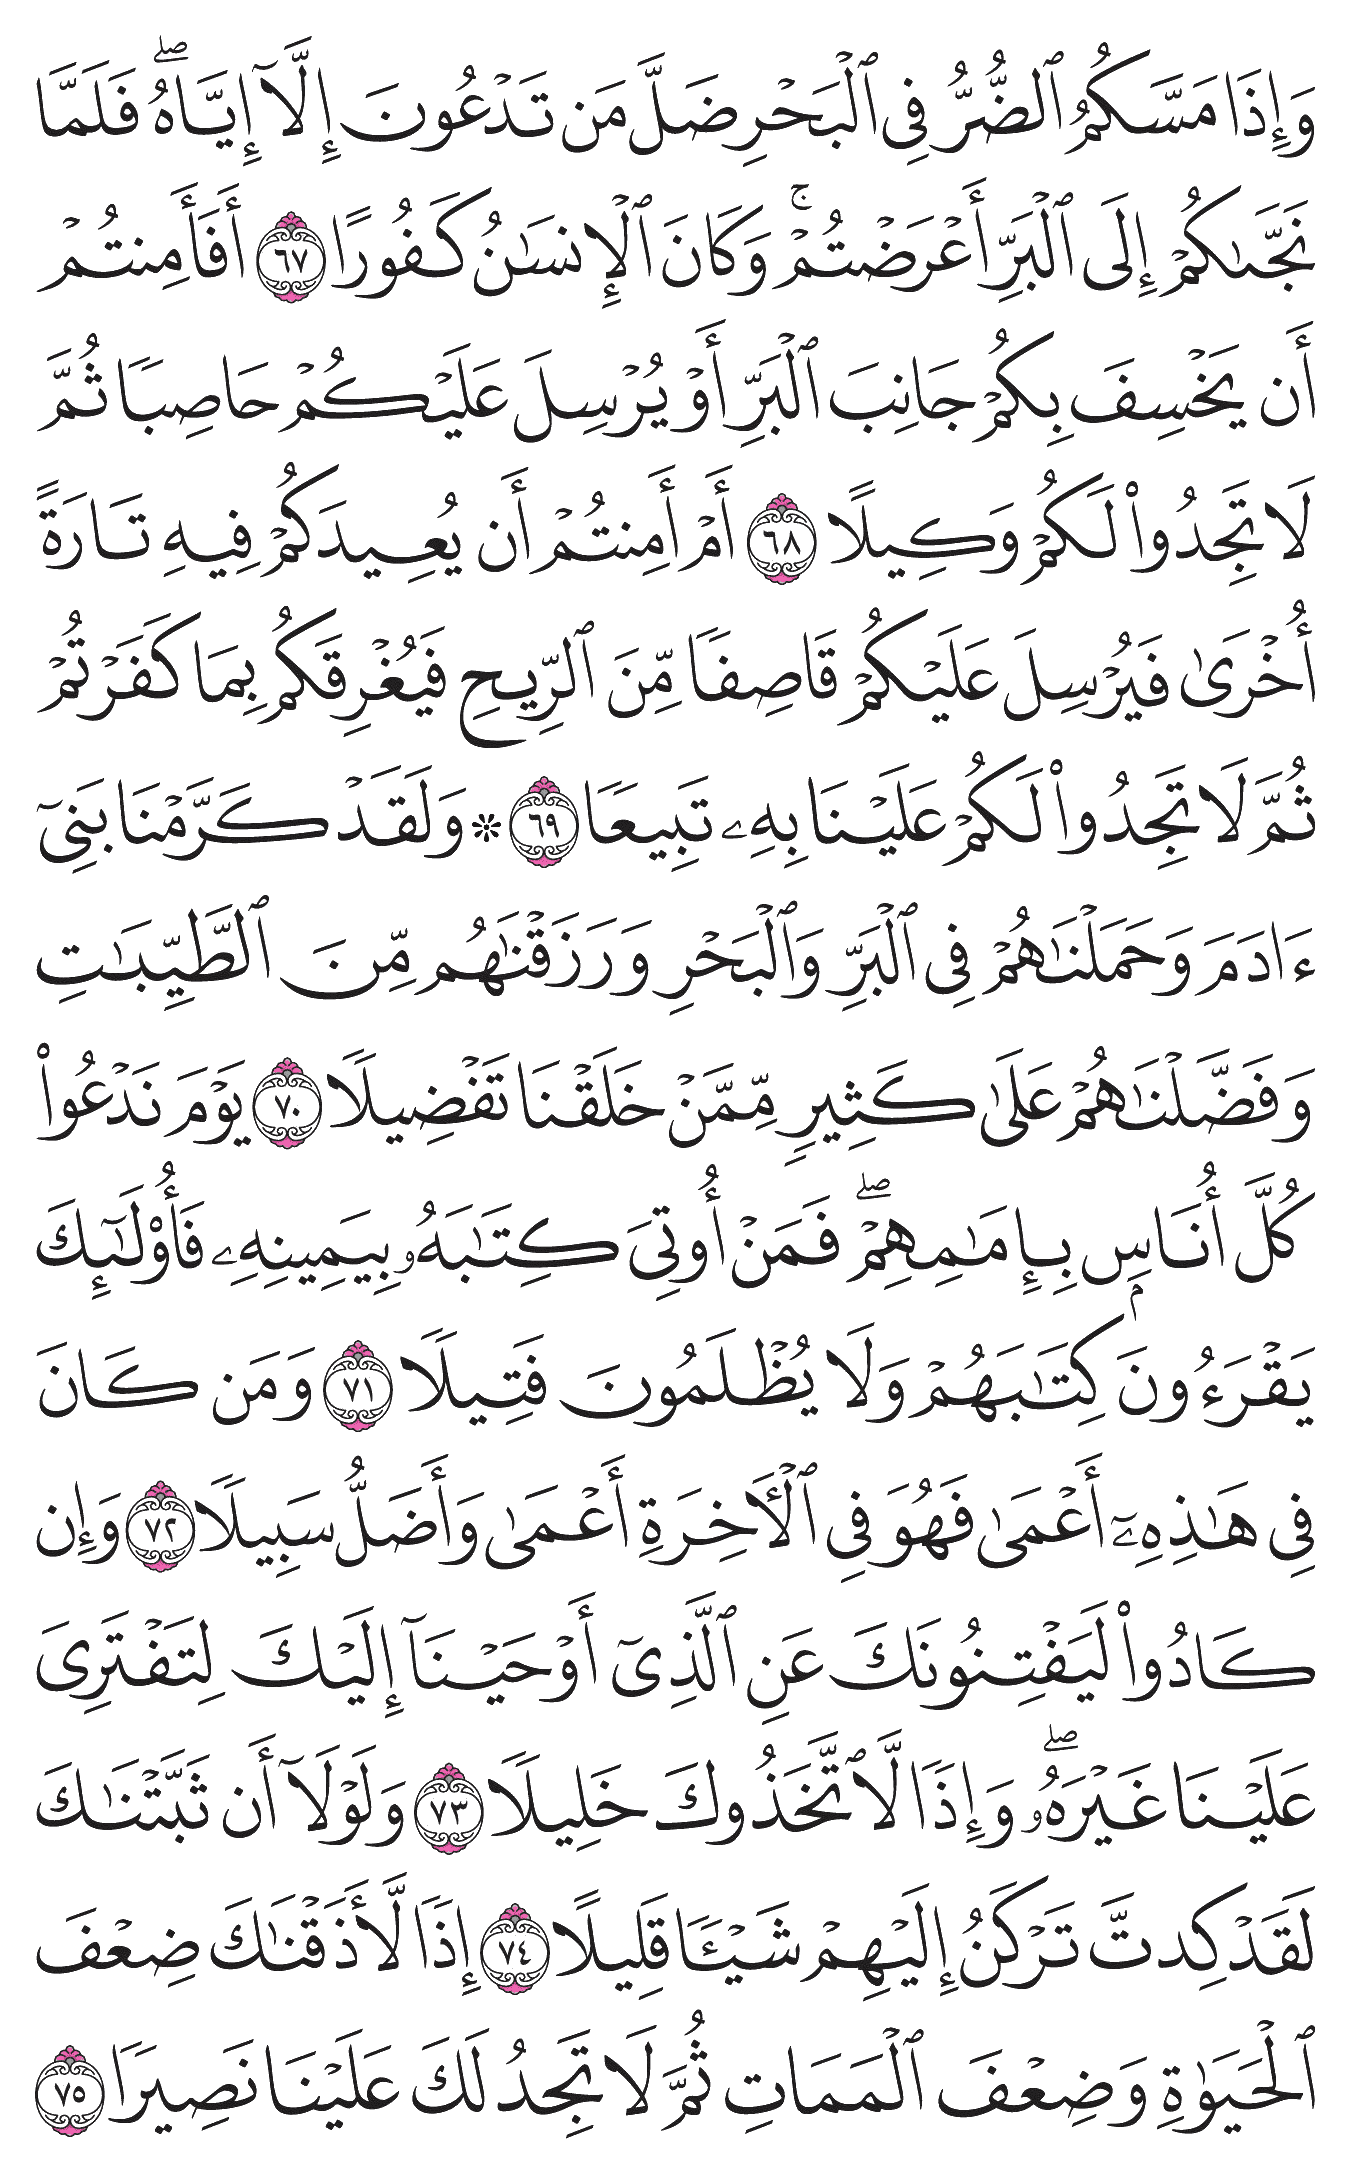 وَإِذَا مَسَّكُمُ ٱلضُّرُّ فِى ٱلْبَحْرِ ضَلَّ مَن تَدْعُونَ إِلَّآ إِيَّاهُ ۖ فَلَمَّا
نَجَّىٰكُمْ إِلَى ٱلْبَرِّ أَعْرَضْتُمْ ۚ وَكَانَ ٱلْإِنسَـٰنُ كَفُورًا ٦٧ أَفَأَمِنتُمْ
أَن يَخْسِفَ بِكُمْ جَانِبَ ٱلْبَرِّ أَوْ يُرْسِلَ عَلَيْكُمْ حَاصِبًا ثُمَّ
لَا تَجِدُوا۟ لَكُمْ وَكِيلًا ٦٨ أَمْ أَمِنتُمْ أَن يُعِيدَكُمْ فِيهِ تَارَةً
أُخْرَىٰ فَيُرْسِلَ عَلَيْكُمْ قَاصِفًا مِّنَ ٱلرِّيحِ فَيُغْرِقَكُم بِمَا كَفَرْتُمْ
ثُمَّ لَا تَجِدُوا۟ لَكُمْ عَلَيْنَا بِهِۦ تَبِيعًا ٦٩ ۞ وَلَقَدْ كَرَّمْنَا بَنِىٓ
ءَادَمَ وَحَمَلْنَـٰهُمْ فِى ٱلْبَرِّ وَٱلْبَحْرِ وَرَزَقْنَـٰهُم مِّنَ ٱلطَّيِّبَـٰتِ
وَفَضَّلْنَـٰهُمْ عَلَىٰ كَثِيرٍ مِّمَّنْ خَلَقْنَا تَفْضِيلًا ٧٠ يَوْمَ نَدْعُوا۟
كُلَّ أُنَاسٍۭ بِإِمَـٰمِهِمْ ۖ فَمَنْ أُوتِىَ كِتَـٰبَهُۥ بِيَمِينِهِۦ فَأُو۟لَـٰٓئِكَ
يَقْرَءُونَ كِتَـٰبَهُمْ وَلَا يُظْلَمُونَ فَتِيلًا ٧١ وَمَن كَانَ
فِى هَـٰذِهِۦٓ أَعْمَىٰ فَهُوَ فِى ٱلْـَٔاخِرَةِ أَعْمَىٰ وَأَضَلُّ سَبِيلًا ٧٢ وَإِن
كَادُوا۟ لَيَفْتِنُونَكَ عَنِ ٱلَّذِىٓ أَوْحَيْنَآ إِلَيْكَ لِتَفْتَرِىَ
عَلَيْنَا غَيْرَهُۥ ۖ وَإِذًا لَّٱتَّخَذُوكَ خَلِيلًا ٧٣ وَلَوْلَآ أَن ثَبَّتْنَـٰكَ
لَقَدْ كِدتَّ تَرْكَنُ إِلَيْهِمْ شَيْـًٔا قَلِيلًا ٧٤ إِذًا لَّأَذَقْنَـٰكَ ضِعْفَ
ٱلْحَيَوٰةِ وَضِعْفَ ٱلْمَمَاتِ ثُمَّ لَا تَجِدُ لَكَ عَلَيْنَا نَصِيرًا ٧٥